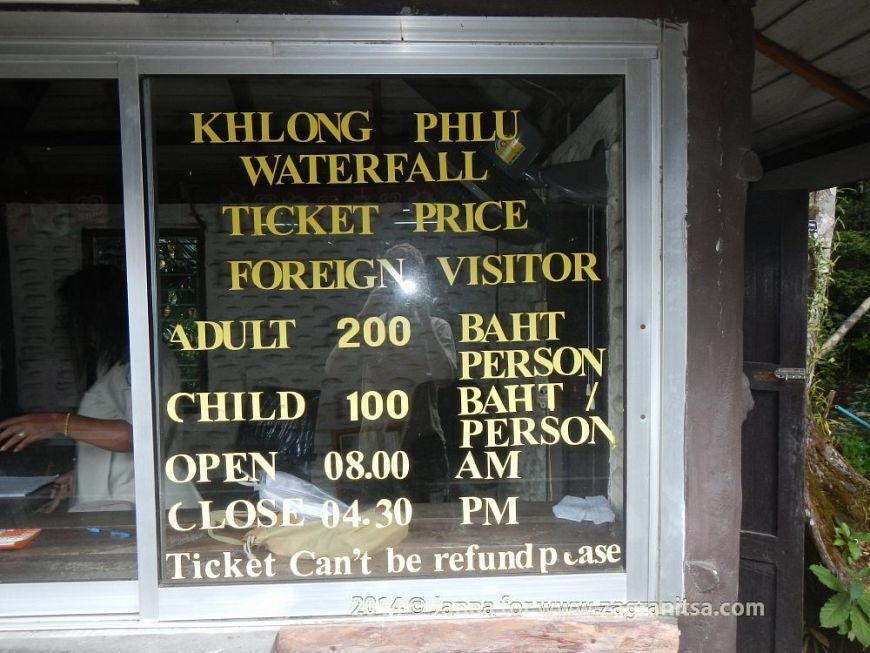 KHLONG PHLU
WATERFALL
TICKET PRICE
FOREIGN VISITOR
ADULT 200 BAHT
PERSON
CHILD 100 BAHT /
PERSON
OPEN 08.00 AM
CLOSE 04.30 PM
Ticket Can't be refund
2014 © Janna for www.zagranitsa.com